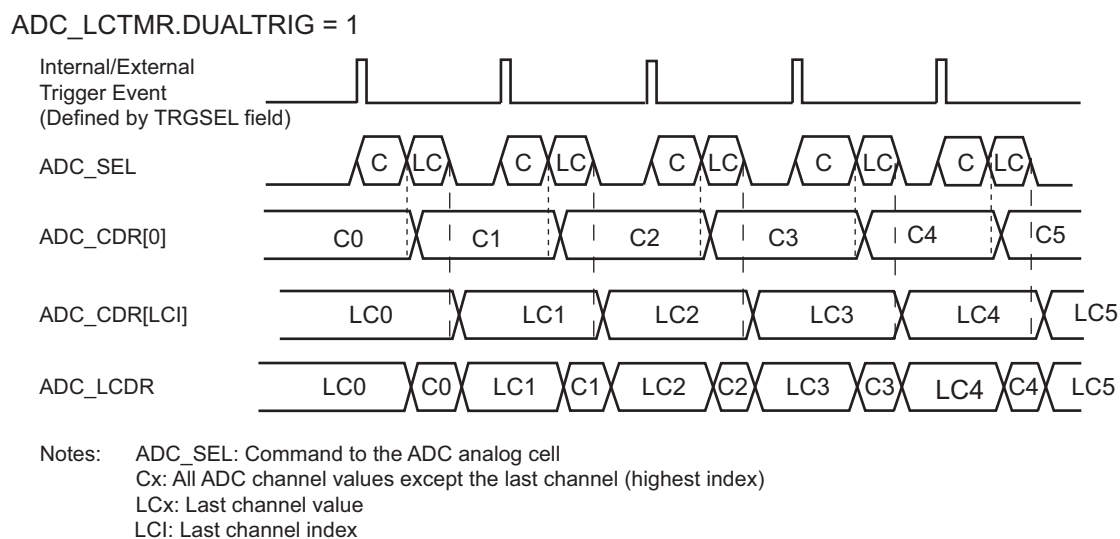 ADC_LCTMR.DUALTRIG = 1
Internal/External
Trigger Event
(Defined by TRGSEL field)
ADC_SEL C LC C LC C LC C LC C LC
ADC_CDR[0] C0 C1 C2 C3 C4 C5
ADC_CDR[LCI] LC0 LC1 LC2 LC3 LC4 LC5
ADC_LCDR LC0 C0 LC1 C1 LC2 C2 LC3 C3 LC4 C4 LC5
Notes: ADC_SEL: Command to the ADC analog cell
Cx: All ADC channel values except the last channel (highest index)
LCx: Last channel value
LCI: Last channel index